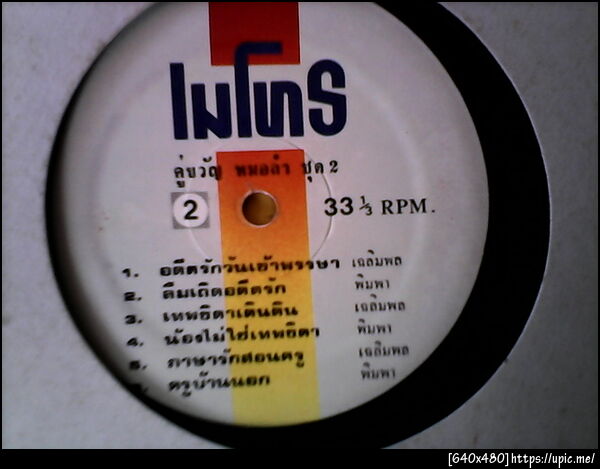 ไมโทร
คู่ขวัญ หมอลำ ชุด 2
2 33 ⅓ RPM.
1. อดีตรักวันเข้าพรรษา เฉลิมพล
2. ลืมเถิดอดีตรัก พิมพา
3. เทพธิดาเดินดิน เฉลิมพล
4. น้องไม่ใช่เทพธิดา พิมพา
5. ภาษารักสอนครู เฉลิมพล
ครูบ้านนอก พิมพา
[640x480]https://upic.me/